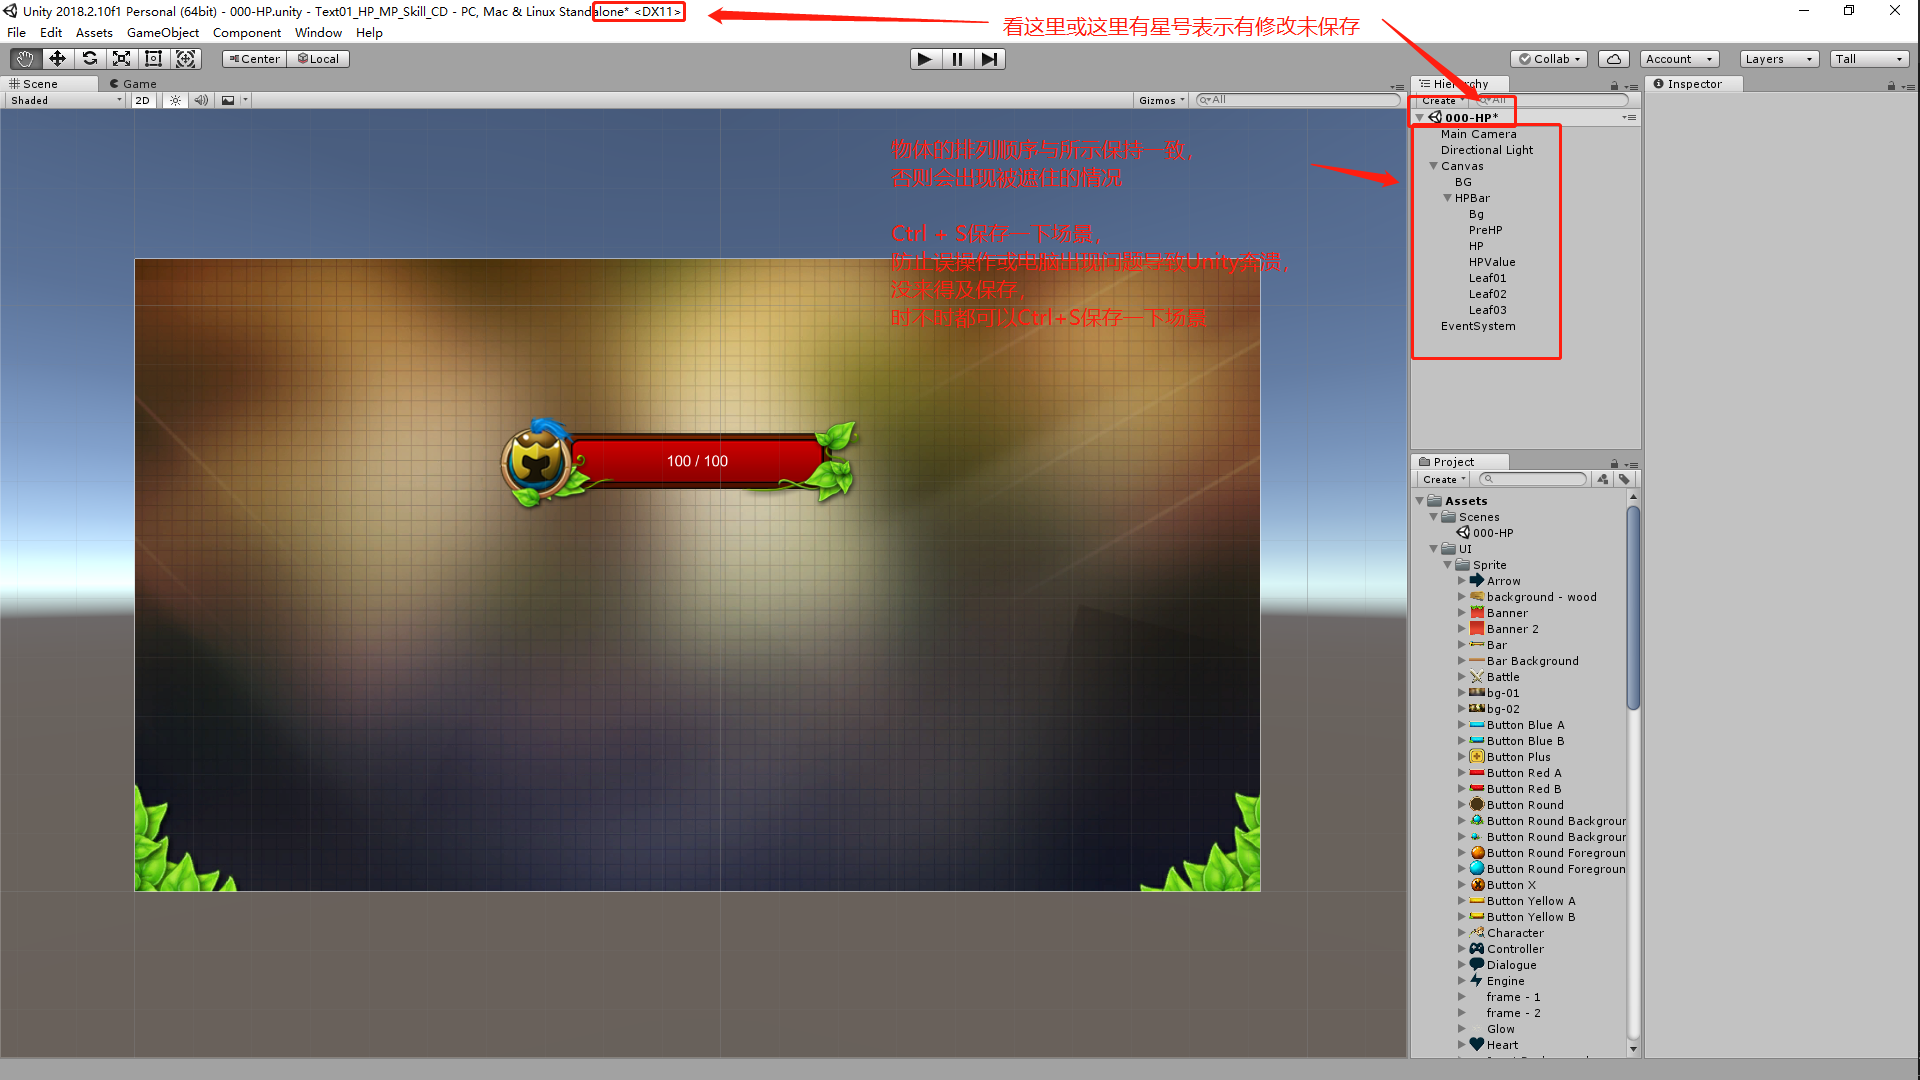 Unity 2018.2.10f1 Personal (64bit) - 000-HP.unity - Text01_HP_MP_Skill_CD - PC, Mac & Linux Standalone* <DX11>
看这里或这里有星号表示有修改未保存
File Edit Assets GameObject Component Window Help
Center Local
Collab Account Layers Tall
Scene Game
Hierarchy
Inspector
Shaded 2D Gizmos All
Create All
000-HP*
Main Camera
Directional Light
Canvas
BG
HPBar
Bg
PreHP
HP
HPValue
Leaf01
Leaf02
Leaf03
EventSystem
物体的排列顺序与所示保持一致，
否则会出现被遮住的情况
Ctrl + S保存一下场景，
防止误操作或电脑出现问题导致Unity奔溃，
没来得及保存，
时不时都可以Ctrl+S保存一下场景
100 / 100
Project
Create
Assets
Scenes
000-HP
UI
Sprite
Arrow
background - wood
Banner
Banner 2
Bar
Bar Background
Battle
bg-01
bg-02
Button Blue A
Button Blue B
Button Plus
Button Red A
Button Red B
Button Round
Button Round Backgrour
Button Round Backgrour
Button Round Foregroun
Button Round Foregroun
Button X
Button Yellow A
Button Yellow B
Character
Controller
Dialogue
Engine
frame - 1
frame - 2
Glow
Heart